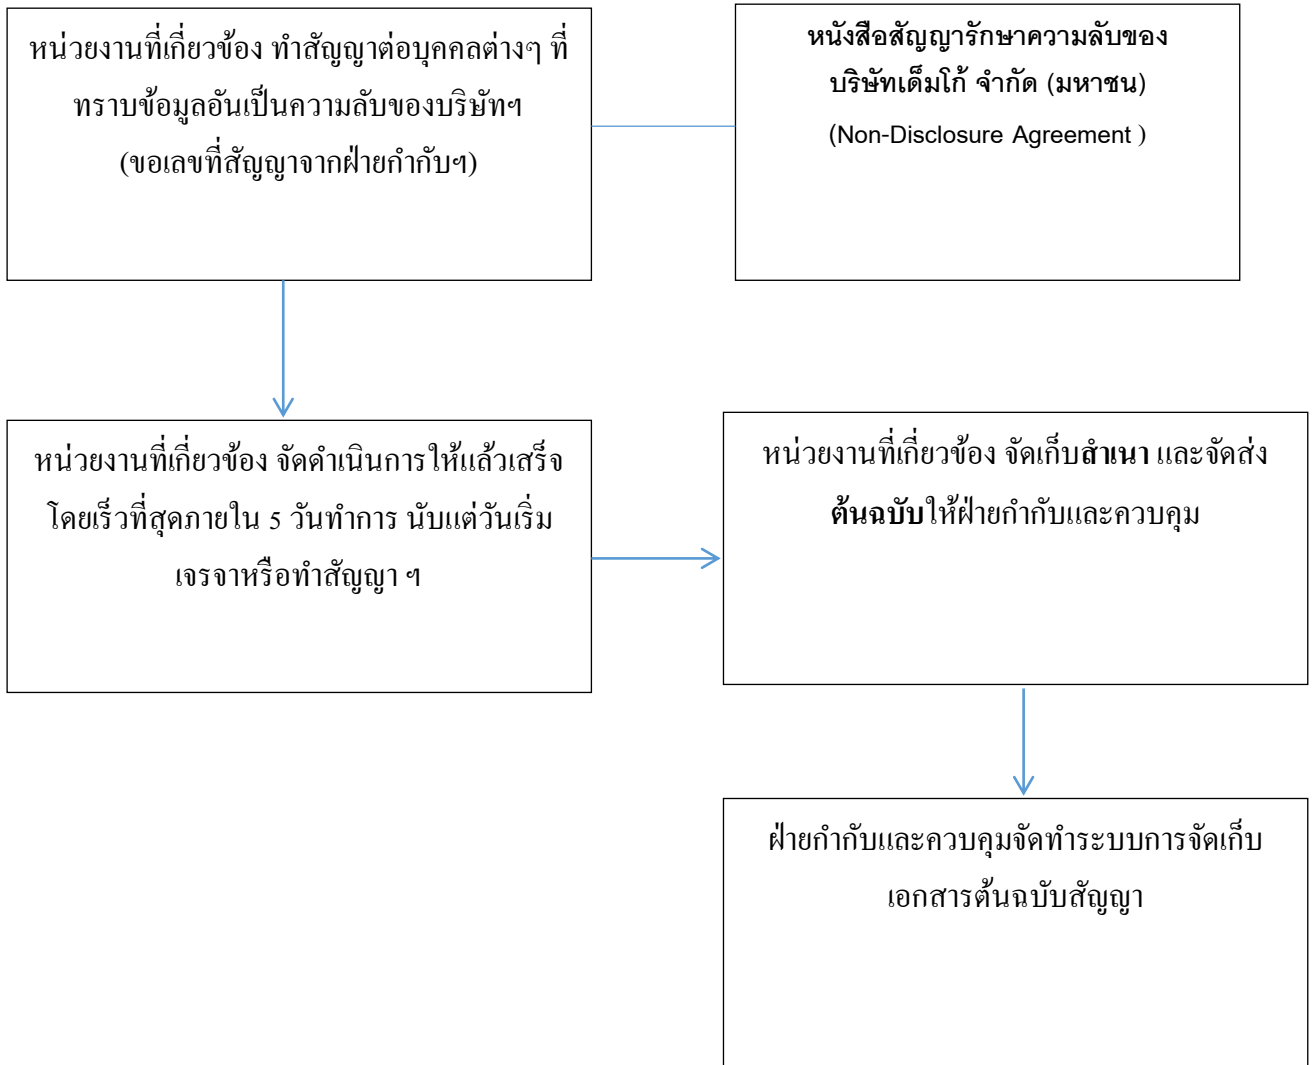 หน่วยงานที่เกี่ยวข้อง ทำสัญญาต่อบุคคลต่างๆ ที่
ทราบข้อมูลอันเป็นความลับของบริษัทฯ
(ขอเลขที่สัญญาจากฝ่ายกำกับฯ)
หนังสือสัญญารักษาความลับของ
บริษัทเด็มโก้ จำกัด (มหาชน)
(Non-Disclosure Agreement )
หน่วยงานที่เกี่ยวข้อง จัดดำเนินการให้แล้วเสร็จ
โดยเร็วที่สุดภายใน 5 วันทำการ นับแต่วันเริ่ม
เจรจาหรือทำสัญญา ฯ
หน่วยงานที่เกี่ยวข้อง จัดเก็บสำเนา และจัดส่ง
ต้นฉบับให้ฝ่ายกำกับและควบคุม
ฝ่ายกำกับและควบคุมจัดทำระบบการจัดเก็บ
เอกสารต้นฉบับสัญญา